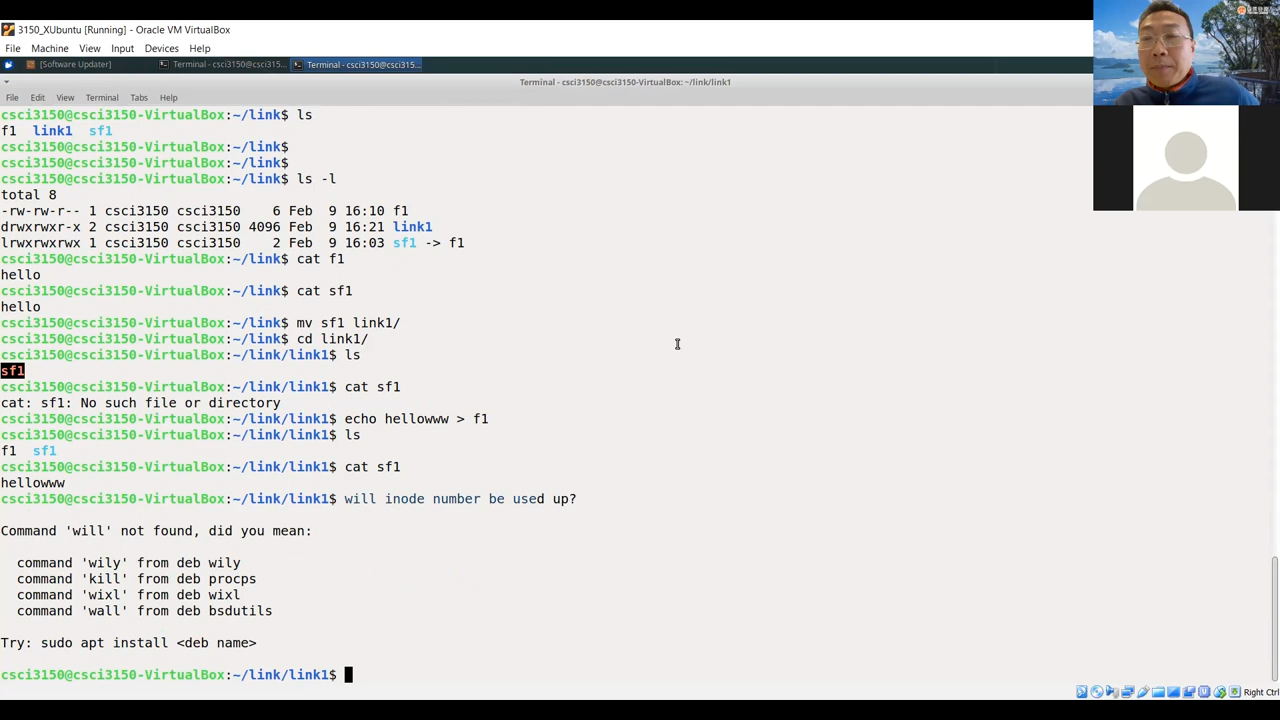 3150_XUbuntu [Running] - Oracle VM VirtualBox
File Machine View Input Devices Help
[Software Updater] Terminal - csci3150@csci315... Terminal - csci3150@csci315...
Terminal - csci3150@csci3150-VirtualBox: ~/link/link1
File Edit View Terminal Tabs Help
csci3150@csci3150-VirtualBox:~/link$ ls
f1 link1 sf1
csci3150@csci3150-VirtualBox:~/link$
csci3150@csci3150-VirtualBox:~/link$
csci3150@csci3150-VirtualBox:~/link$ ls -l
total 8
-rw-rw-r-- 1 csci3150 csci3150 6 Feb 9 16:10 f1
drwxrwxr-x 2 csci3150 csci3150 4096 Feb 9 16:21 link1
lrwxrwxrwx 1 csci3150 csci3150 2 Feb 9 16:03 sf1 -> f1
csci3150@csci3150-VirtualBox:~/link$ cat f1
hello
csci3150@csci3150-VirtualBox:~/link$ cat sf1
hello
csci3150@csci3150-VirtualBox:~/link$ mv sf1 link1/
csci3150@csci3150-VirtualBox:~/link$ cd link1/
csci3150@csci3150-VirtualBox:~/link/link1$ ls
sf1
csci3150@csci3150-VirtualBox:~/link/link1$ cat sf1
cat: sf1: No such file or directory
csci3150@csci3150-VirtualBox:~/link/link1$ echo hellowww > f1
csci3150@csci3150-VirtualBox:~/link/link1$ ls
f1 sf1
csci3150@csci3150-VirtualBox:~/link/link1$ cat sf1
hellowww
csci3150@csci3150-VirtualBox:~/link/link1$ will inode number be used up?
Command 'will' not found, did you mean:
command 'wily' from deb wily
command 'kill' from deb procps
command 'wixl' from deb wixl
command 'wall' from deb bsdutils
Try: sudo apt install <deb name>
csci3150@csci3150-VirtualBox:~/link/link1$
Right Ctrl